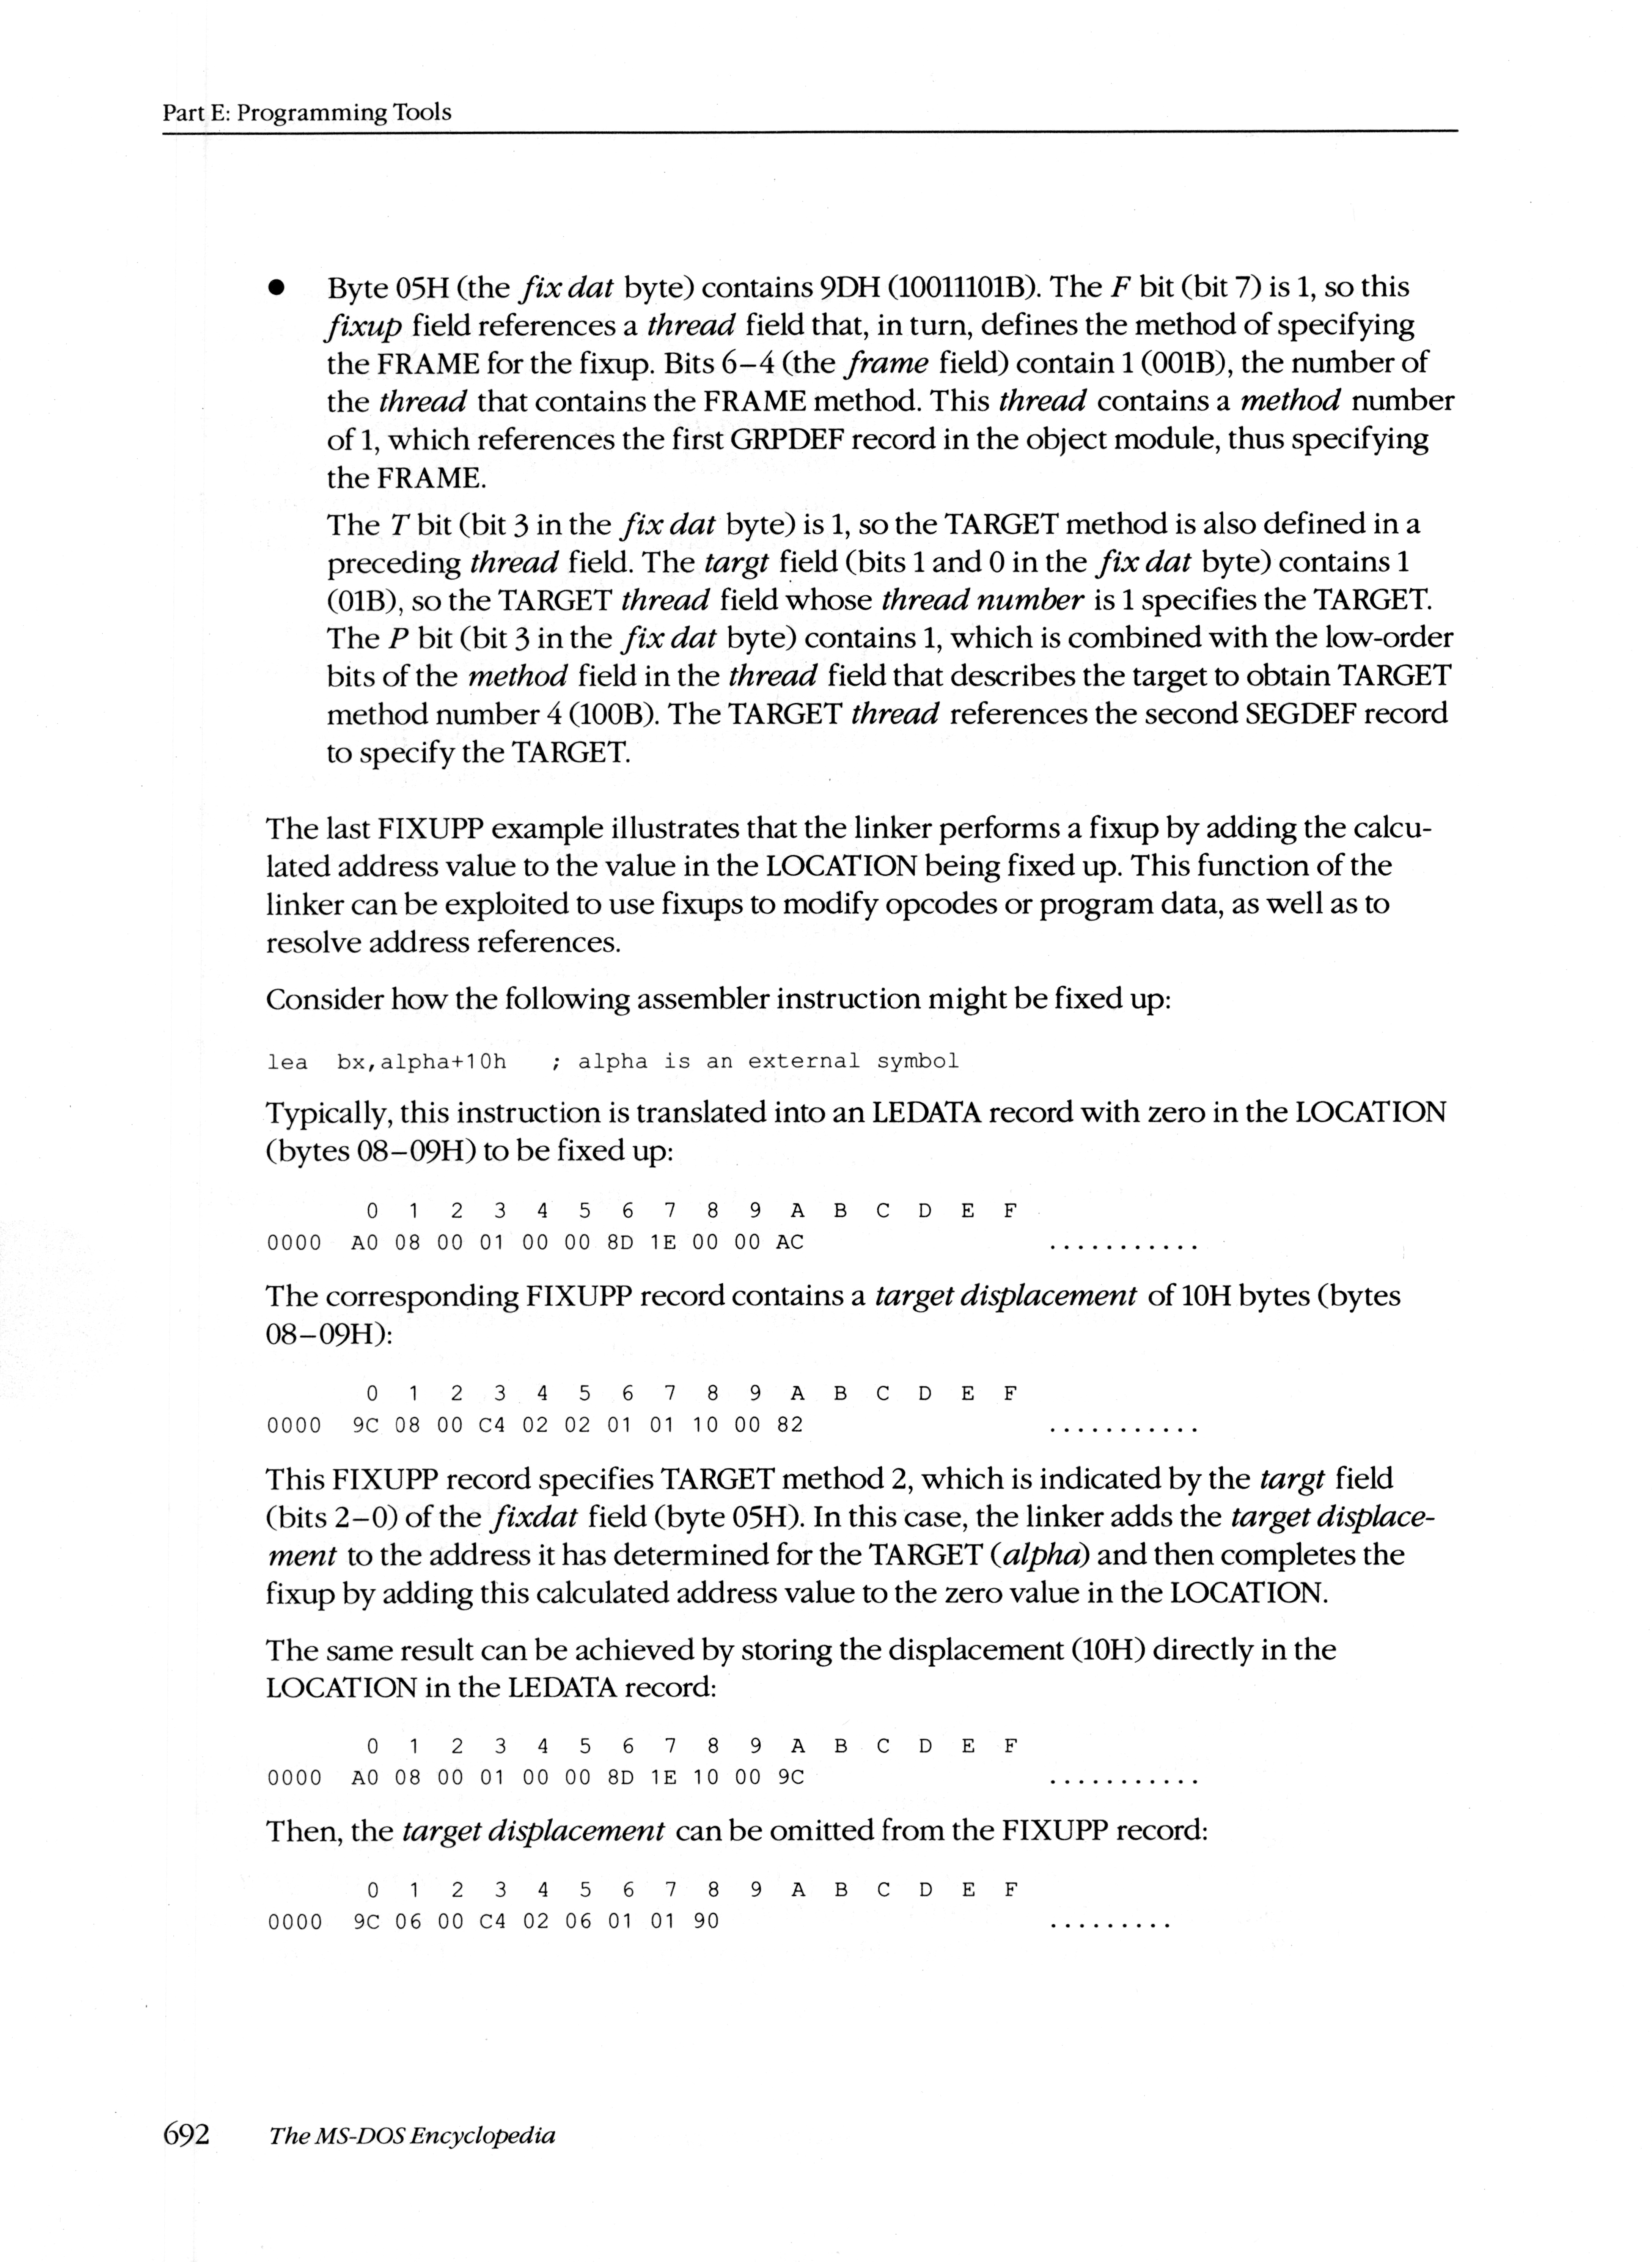 Part E: Programming Tools
● Byte 05H (the fix dat byte) contains 9DH (10011101B). The F bit (bit 7) is 1, so this
fixup field references a thread field that, in turn, defines the method of specifying
the FRAME for the fixup. Bits 6–4 (the frame field) contain 1 (001B), the number of
the thread that contains the FRAME method. This thread contains a method number
of 1, which references the first GRPDEF record in the object module, thus specifying
the FRAME.
The T bit (bit 3 in the fix dat byte) is 1, so the TARGET method is also defined in a
preceding thread field. The targt field (bits 1 and 0 in the fix dat byte) contains 1
(01B), so the TARGET thread field whose thread number is 1 specifies the TARGET.
The P bit (bit 3 in the fix dat byte) contains 1, which is combined with the low-order
bits of the method field in the thread field that describes the target to obtain TARGET
method number 4 (100B). The TARGET thread references the second SEGDEF record
to specify the TARGET.
The last FIXUPP example illustrates that the linker performs a fixup by adding the calcu-
lated address value to the value in the LOCATION being fixed up. This function of the
linker can be exploited to use fixups to modify opcodes or program data, as well as to
resolve address references.
Consider how the following assembler instruction might be fixed up:
lea bx,alpha+10h ; alpha is an external symbol
Typically, this instruction is translated into an LEDATA record with zero in the LOCATION
(bytes 08–09H) to be fixed up:
0 1 2 3 4 5 6 7 8 9 A B C D E F
0000 A0 08 00 01 00 00 8D 1E 00 00 AC ...........
The corresponding FIXUPP record contains a target displacement of 10H bytes (bytes
08–09H):
0 1 2 3 4 5 6 7 8 9 A B C D E F
0000 9C 08 00 C4 02 02 01 01 10 00 82 ...........
This FIXUPP record specifies TARGET method 2, which is indicated by the targt field
(bits 2–0) of the fixdat field (byte 05H). In this case, the linker adds the target displace-
ment to the address it has determined for the TARGET (alpha) and then completes the
fixup by adding this calculated address value to the zero value in the LOCATION.
The same result can be achieved by storing the displacement (10H) directly in the
LOCATION in the LEDATA record:
0 1 2 3 4 5 6 7 8 9 A B C D E F
0000 A0 08 00 01 00 00 8D 1E 10 00 9C ...........
Then, the target displacement can be omitted from the FIXUPP record:
0 1 2 3 4 5 6 7 8 9 A B C D E F
0000 9C 06 00 C4 02 06 01 01 90 .........
692 The MS-DOS Encyclopedia